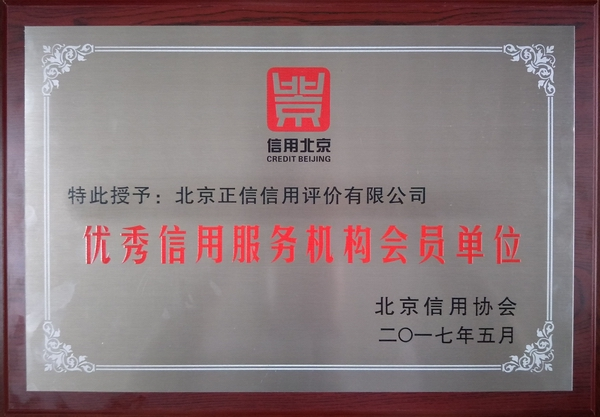 信用北京
CREDIT BEIJING
特此授予：北京正信信用评价有限公司
优秀信用服务机构会员单位
北京信用协会
二〇一七年五月